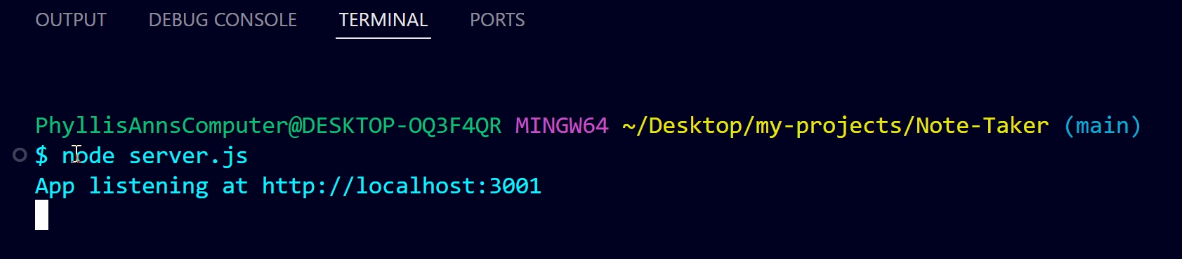 OUTPUT DEBUG CONSOLE TERMINAL PORTS
PhyllisAnnsComputer@DESKTOP-OQ3F4QR MINGW64 ~/Desktop/my-projects/Note-Taker (main)
$ node server.js
App listening at http://localhost:3001